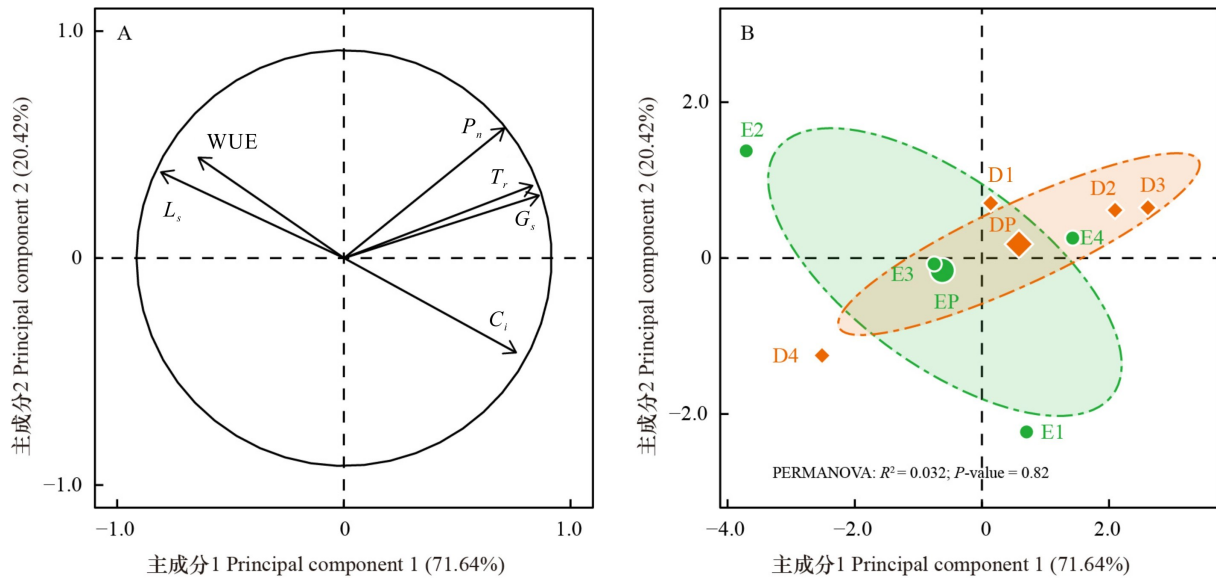 A
1.0
0
−1.0
−1.0
0
1.0
主成分2 Principal component 2 (20.42%)
主成分1 Principal component 1 (71.64%)
WUE
Ls
Pn
Tr
Gs
Ci
B
2.0
0
−2.0
−4.0
−2.0
0
2.0
主成分2 Principal component 2 (20.42%)
主成分1 Principal component 1 (71.64%)
E2
D1
D2
D3
DP
E4
E3
EP
D4
E1
PERMANOVA: R² = 0.032; P-value = 0.82